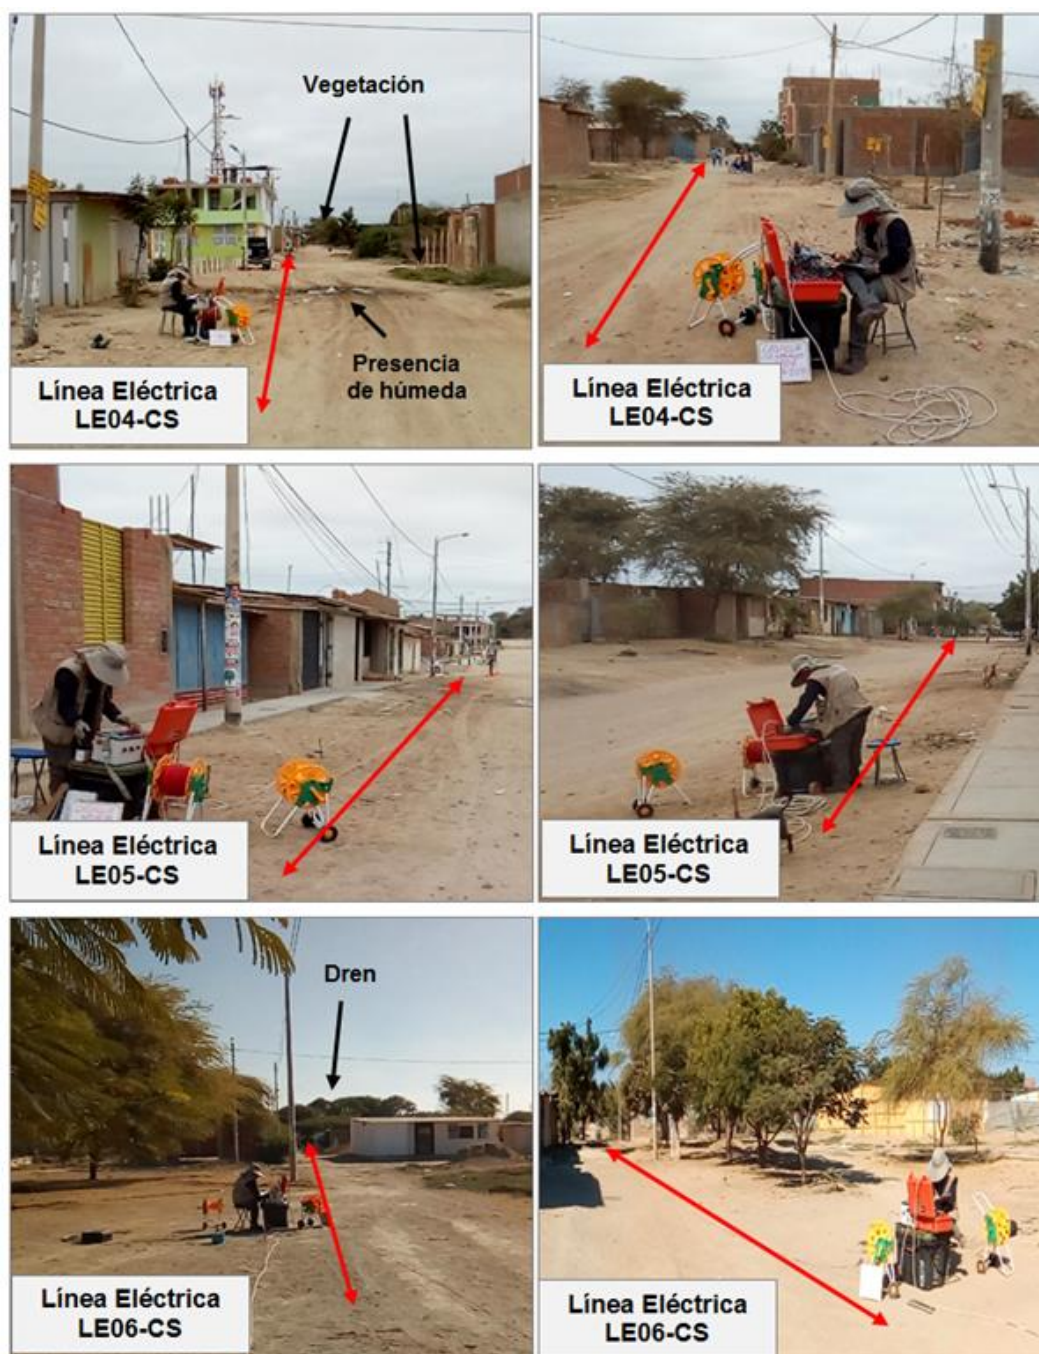 Vegetación
Presencia
de húmeda
Línea Eléctrica
LE04-CS
Línea Eléctrica
LE04-CS
Línea Eléctrica
LE05-CS
Línea Eléctrica
LE05-CS
Dren
Línea Eléctrica
LE06-CS
Línea Eléctrica
LE06-CS